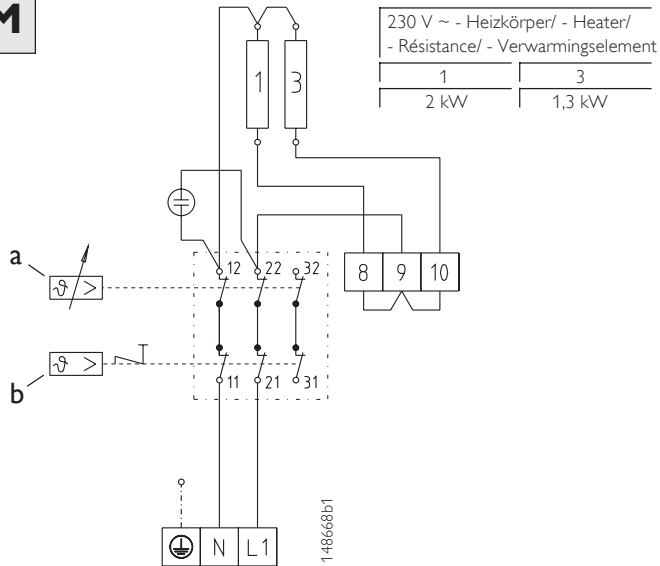 M
230 V ~ - Heizkörper/ - Heater/
- Résistance/ - Verwarmingselement
1 3
2 kW 1,3 kW
1 3
a
12 22 32
8 9 10
ϑ >
ϑ >
b
11 21 31
N L1
148668b1